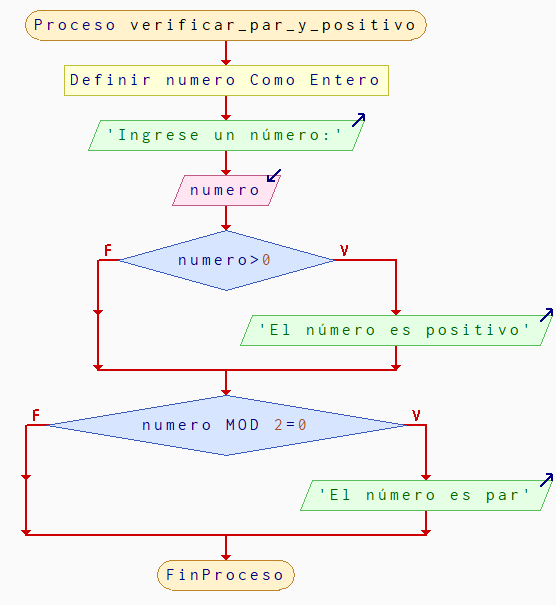 Proceso verificar_par_y_positivo
Definir numero Como Entero
'Ingrese un número:'
numero
F
V
numero>0
'El número es positivo'
F
V
numero MOD 2=0
'El número es par'
FinProceso